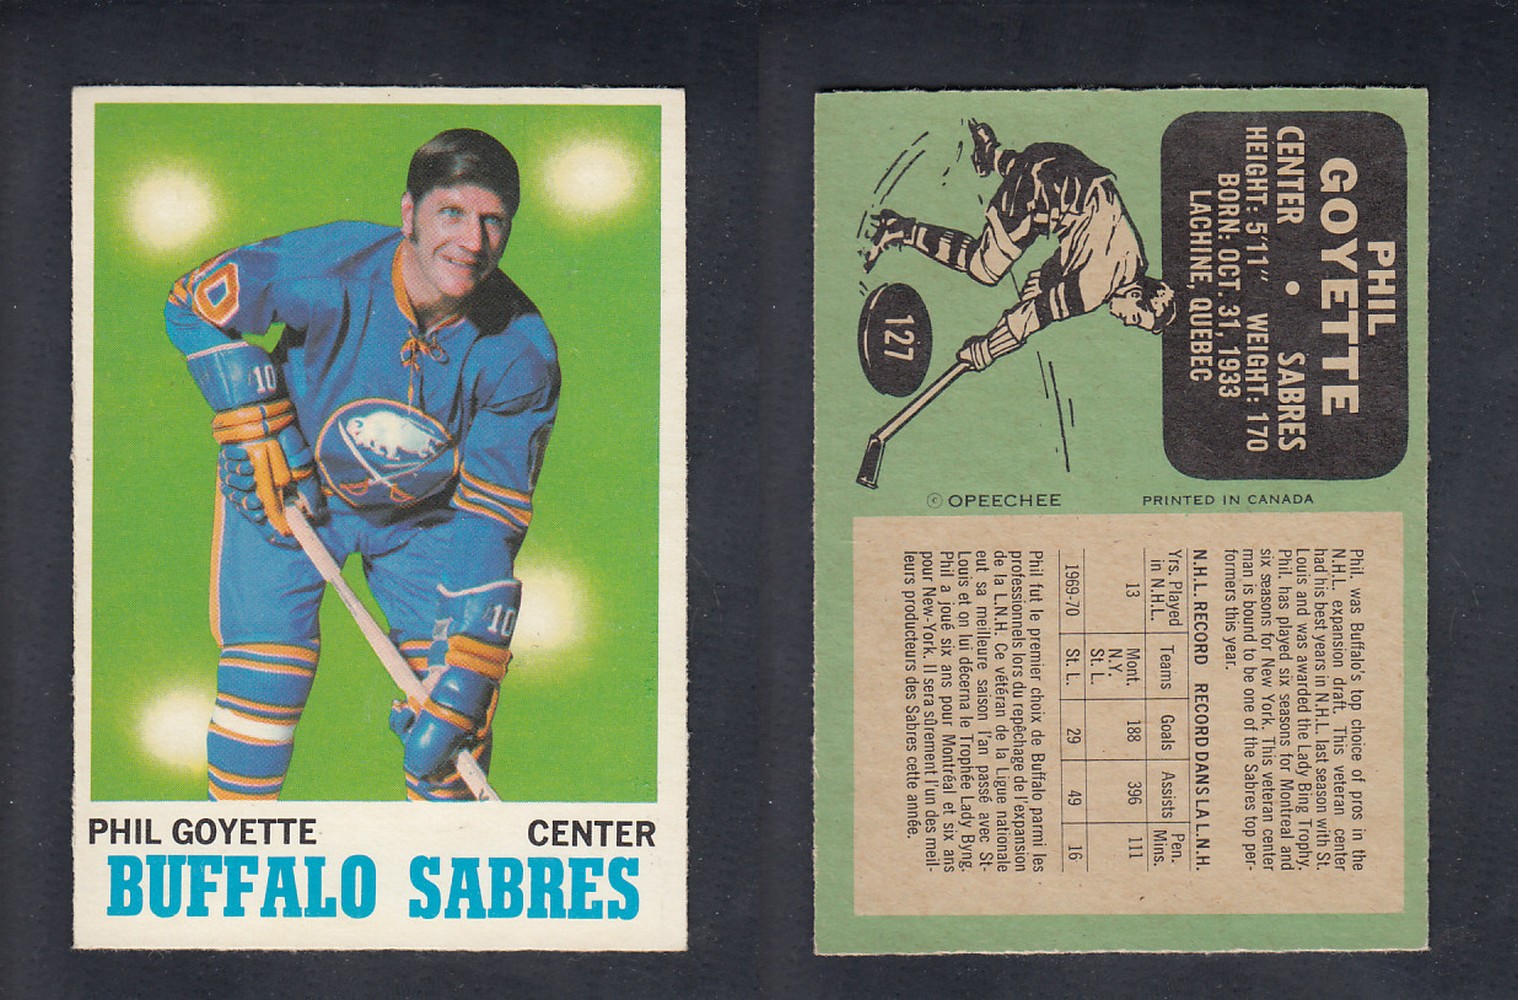 10
10
PHIL GOYETTE CENTER
BUFFALO SABRES
PHIL
GOYETTE
CENTER • SABRES
HEIGHT: 5'11" WEIGHT: 170
BORN: OCT. 31, 1933
LACHINE, QUEBEC
127
© OPEECHEE PRINTED IN CANADA
Phil. was Buffalo's top choice of pros in the
N.H.L. expansion draft. This veteran center
had his best years in N.H.L. last season with St.
Louis and was awarded the Lady Bing Trophy.
Phil. has played six seasons for Montreal and
six seasons for New York. This veteran center
man is bound to be one of the Sabres top per-
formers this year.
N.H.L. RECORD RECORD DANS LA L.N.H.
Yrs. Played in N.H.L. Teams Goals Assists Pen. Mins.
13 Mont. 188 396 111
N.Y.
St. L.
1969-70 St. L. 29 49 16
Phil fut le premier choix de Buffalo parmi les
professionnels lors du repêchage de l'expansion
de la L.N.H. Ce vétéran de la Ligue nationale
eut sa meilleure saison l'an passé avec St-
Louis et on lui décerna le Trophée Lady Byng.
Phil a joué six ans pour Montréal et six ans
pour New-York. Il sera sûrement l'un des meil-
leurs producteurs des Sabres cette année.